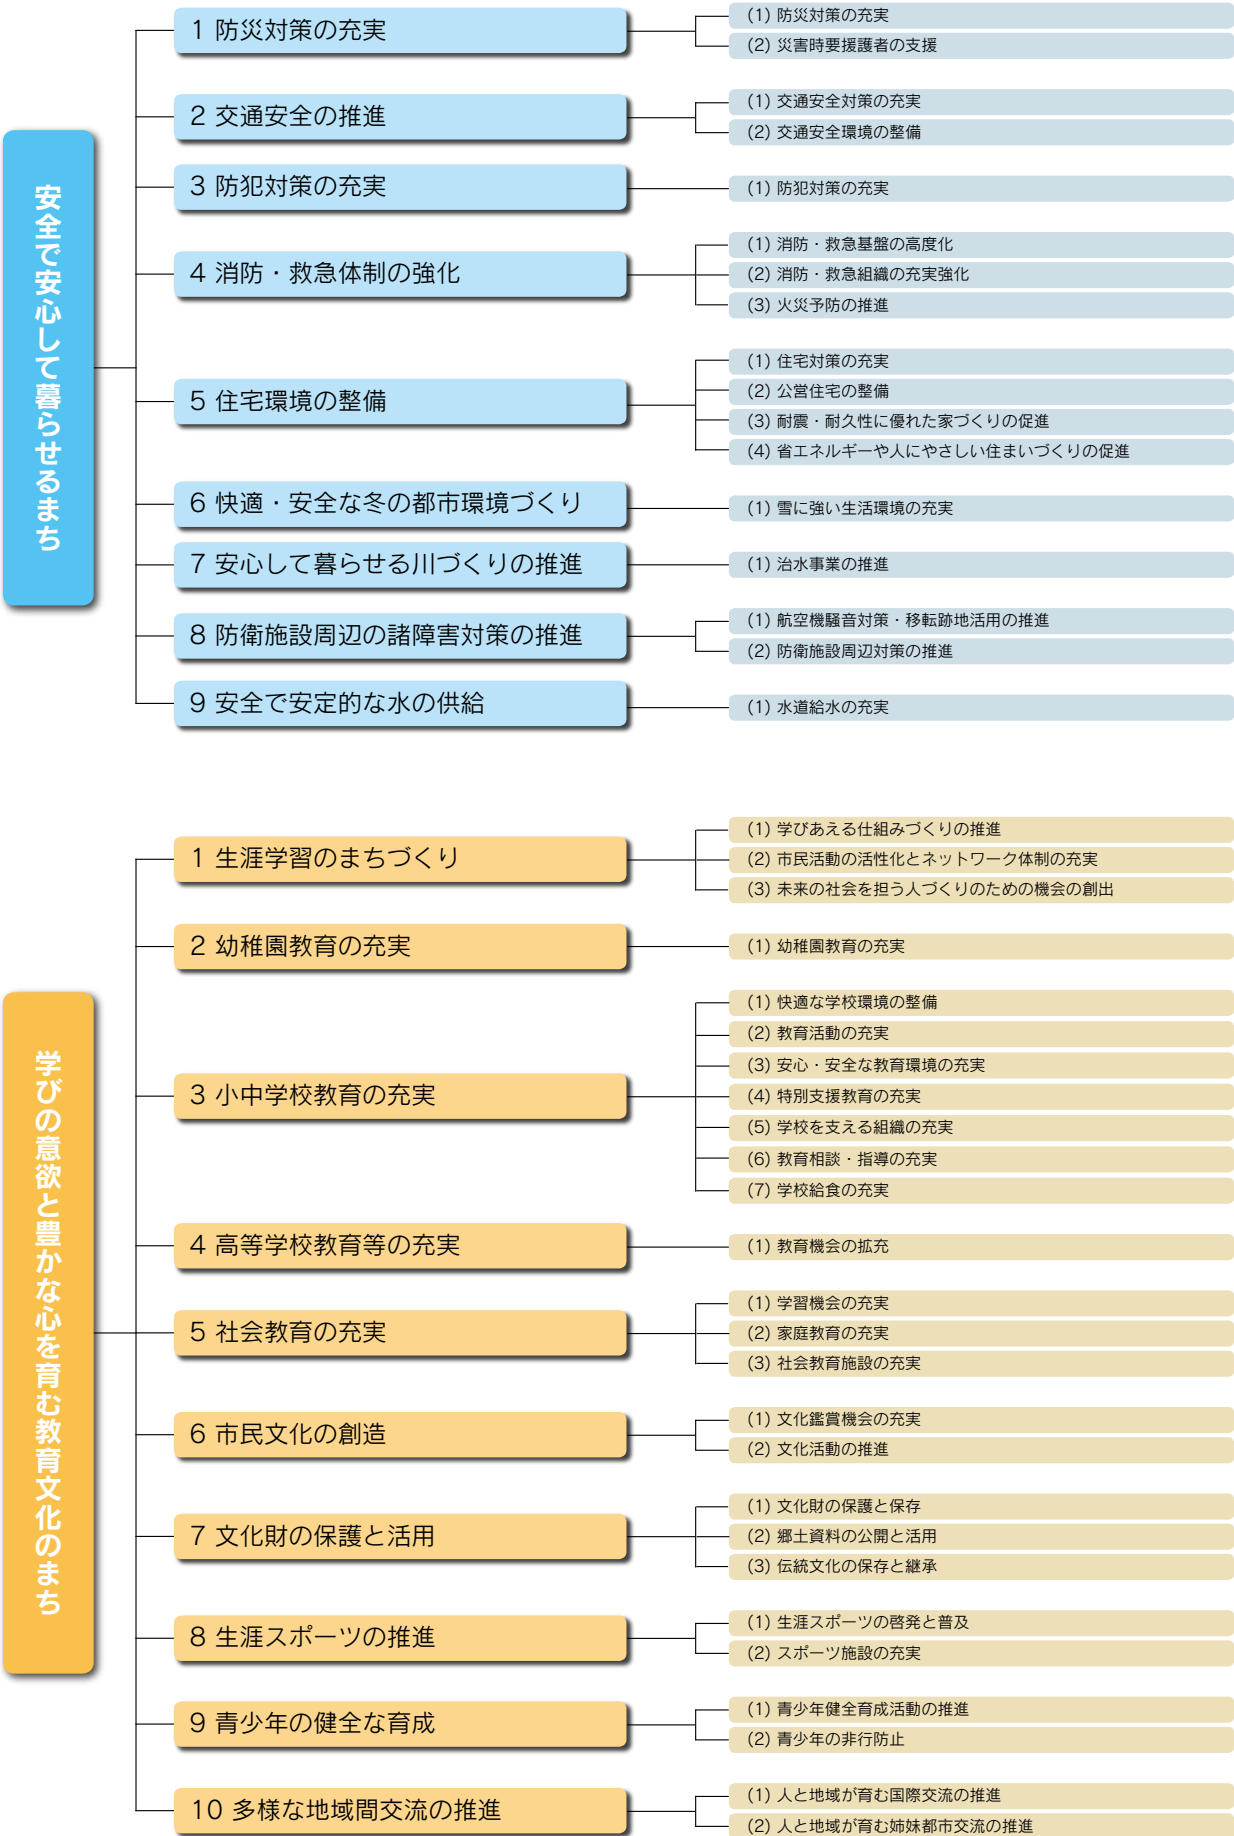 安全で安心して暮らせるまち
1 防災対策の充実
(1) 防災対策の充実
(2) 災害時要援護者の支援
2 交通安全の推進
(1) 交通安全対策の充実
(2) 交通安全環境の整備
3 防犯対策の充実
(1) 防犯対策の充実
4 消防・救急体制の強化
(1) 消防・救急基盤の高度化
(2) 消防・救急組織の充実強化
(3) 火災予防の推進
5 住宅環境の整備
(1) 住宅対策の充実
(2) 公営住宅の整備
(3) 耐震・耐久性に優れた家づくりの促進
(4) 省エネルギーや人にやさしい住まいづくりの促進
6 快適・安全な冬の都市環境づくり
(1) 雪に強い生活環境の充実
7 安心して暮らせる川づくりの推進
(1) 治水事業の推進
8 防衛施設周辺の諸障害対策の推進
(1) 航空機騒音対策・移転跡地活用の推進
(2) 防衛施設周辺対策の推進
9 安全で安定的な水の供給
(1) 水道給水の充実
学びの意欲と豊かな心を育む教育文化のまち
1 生涯学習のまちづくり
(1) 学びあえる仕組みづくりの推進
(2) 市民活動の活性化とネットワーク体制の充実
(3) 未来の社会を担う人づくりのための機会の創出
2 幼稚園教育の充実
(1) 幼稚園教育の充実
3 小中学校教育の充実
(1) 快適な学校環境の整備
(2) 教育活動の充実
(3) 安心・安全な教育環境の充実
(4) 特別支援教育の充実
(5) 学校を支える組織の充実
(6) 教育相談・指導の充実
(7) 学校給食の充実
4 高等学校教育等の充実
(1) 教育機会の拡充
5 社会教育の充実
(1) 学習機会の充実
(2) 家庭教育の充実
(3) 社会教育施設の充実
6 市民文化の創造
(1) 文化鑑賞機会の充実
(2) 文化活動の推進
7 文化財の保護と活用
(1) 文化財の保護と保存
(2) 郷土資料の公開と活用
(3) 伝統文化の保存と継承
8 生涯スポーツの推進
(1) 生涯スポーツの啓発と普及
(2) スポーツ施設の充実
9 青少年の健全な育成
(1) 青少年健全育成活動の推進
(2) 青少年の非行防止
10 多様な地域間交流の推進
(1) 人と地域が育む国際交流の推進
(2) 人と地域が育む姉妹都市交流の推進